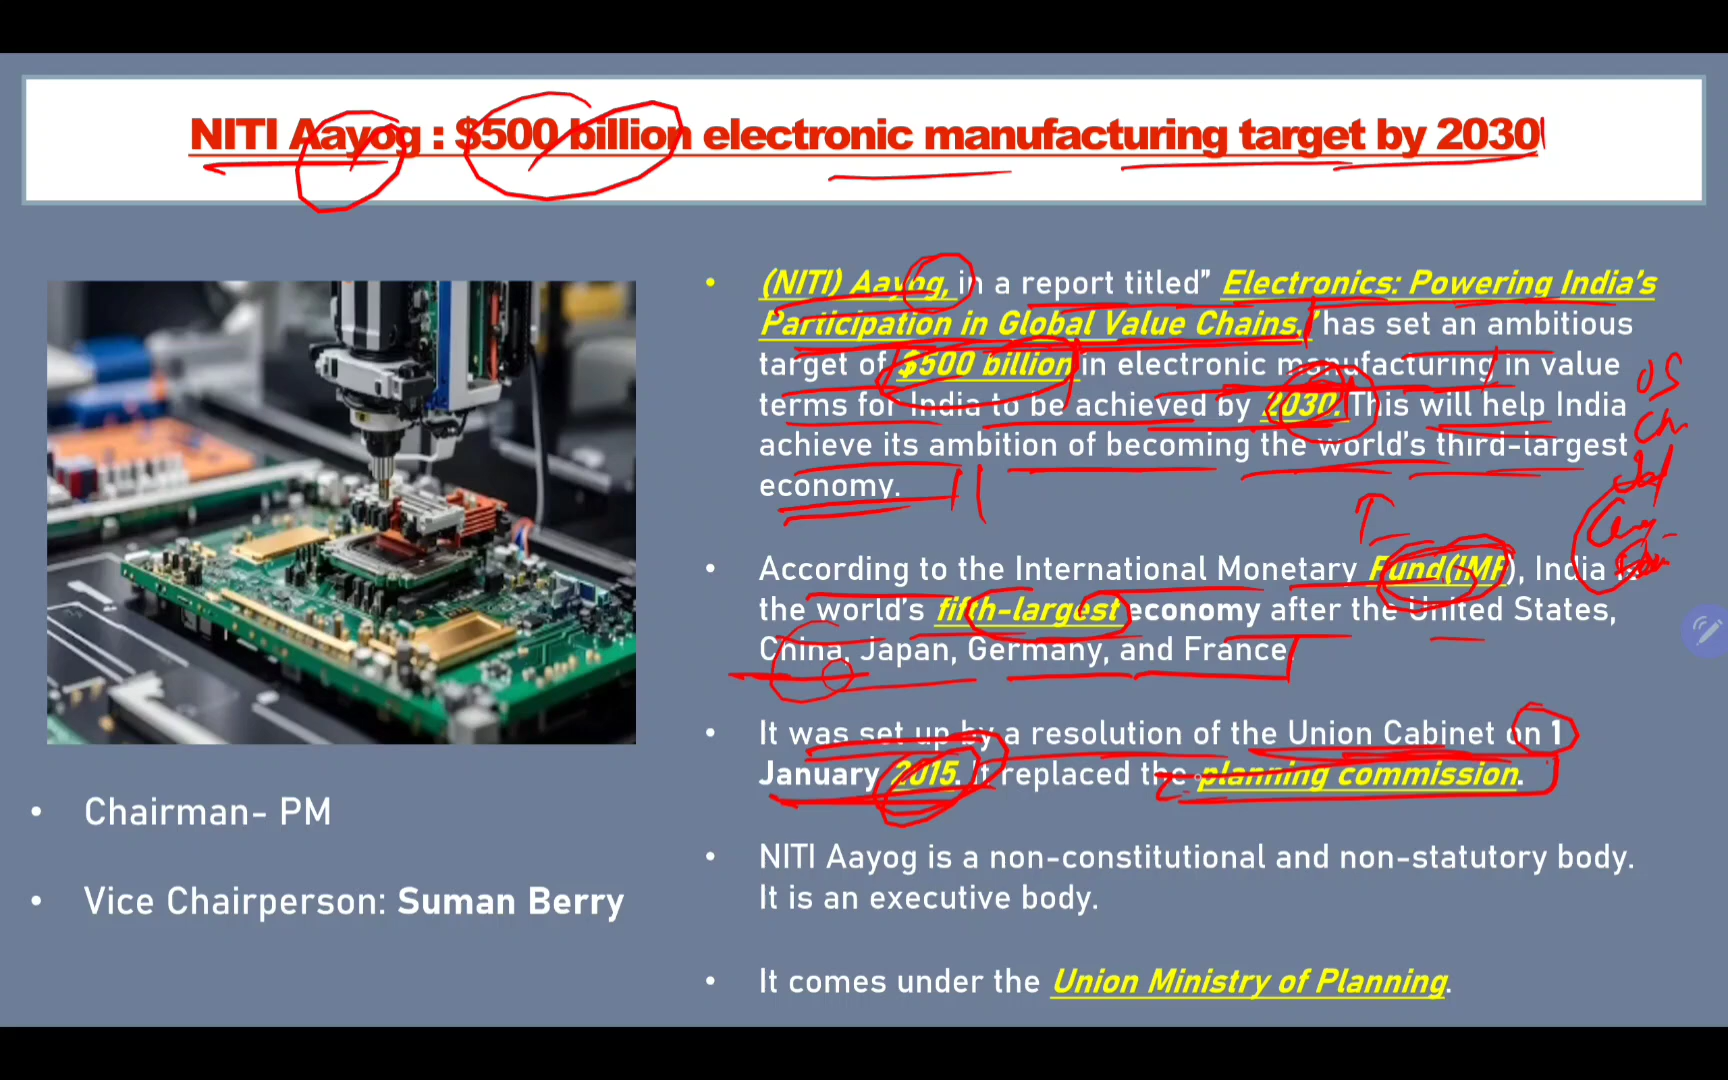 NITI Aayog : $500 billion electronic manufacturing target by 2030
• (NITI) Aayog, in a report titled” Electronics: Powering India’s
Participation in Global Value Chains,’ has set an ambitious
target of $500 billion in electronic manufacturing in value
terms for India to be achieved by 2030. This will help India
achieve its ambition of becoming the world’s third-largest
economy.
• According to the International Monetary Fund(IMF), India is
the world’s fifth-largest economy after the United States,
China, Japan, Germany, and France.
• It was set up by a resolution of the Union Cabinet on 1
January 2015. It replaced the planning commission.
• NITI Aayog is a non-constitutional and non-statutory body.
It is an executive body.
• It comes under the Union Ministry of Planning.
• Chairman- PM
• Vice Chairperson: Suman Berry